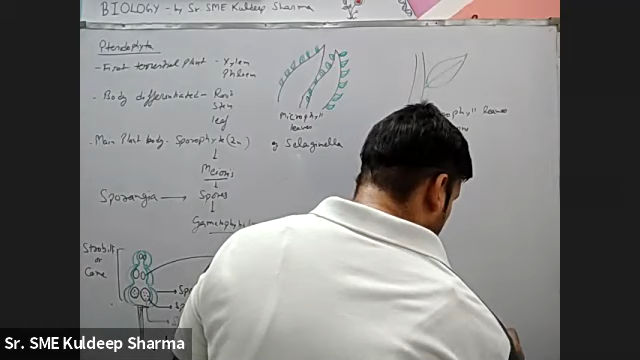 BIOLOGY - by Sr. SME Kuldeep Sharma
Pteridophyta
- First terrestrial plant - Xylem
Phloem
- Body differentiated - Root
Stem
leaf
- Main Plant body - Sporophyte (2n)
Meiosis
Sporangia → Spores
Gametophyte
Strobili
or
Cone
Microphyll
leaves
eg Selaginella
leaves
Sr. SME Kuldeep Sharma